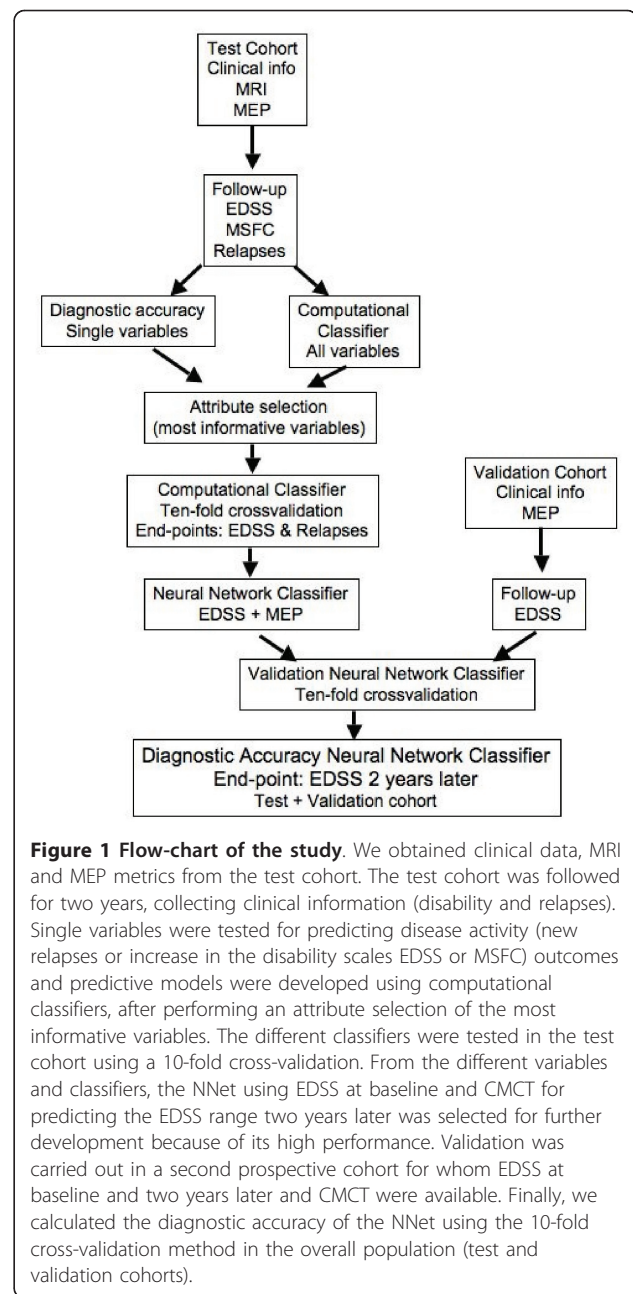 Test Cohort
Clinical info
MRI
MEP
Follow-up
EDSS
MSFC
Relapses
Diagnostic accuracy
Single variables
Computational
Classifier
All variables
Attribute selection
(most informative variables)
Computational Classifier
Ten-fold crossvalidation
End-points: EDSS & Relapses
Validation Cohort
Clinical info
MEP
Neural Network Classifier
EDSS + MEP
Follow-up
EDSS
Validation Neural Network Classifier
Ten-fold crossvalidation
Diagnostic Accuracy Neural Network Classifier
End-point: EDSS 2 years later
Test + Validation cohort
Figure 1 Flow-chart of the study. We obtained clinical data, MRI
and MEP metrics from the test cohort. The test cohort was followed
for two years, collecting clinical information (disability and relapses).
Single variables were tested for predicting disease activity (new
relapses or increase in the disability scales EDSS or MSFC) outcomes
and predictive models were developed using computational
classifiers, after performing an attribute selection of the most
informative variables. The different classifiers were tested in the test
cohort using a 10-fold cross-validation. From the different variables
and classifiers, the NNet using EDSS at baseline and CMCT for
predicting the EDSS range two years later was selected for further
development because of its high performance. Validation was
carried out in a second prospective cohort for whom EDSS at
baseline and two years later and CMCT were available. Finally, we
calculated the diagnostic accuracy of the NNet using the 10-fold
cross-validation method in the overall population (test and
validation cohorts).